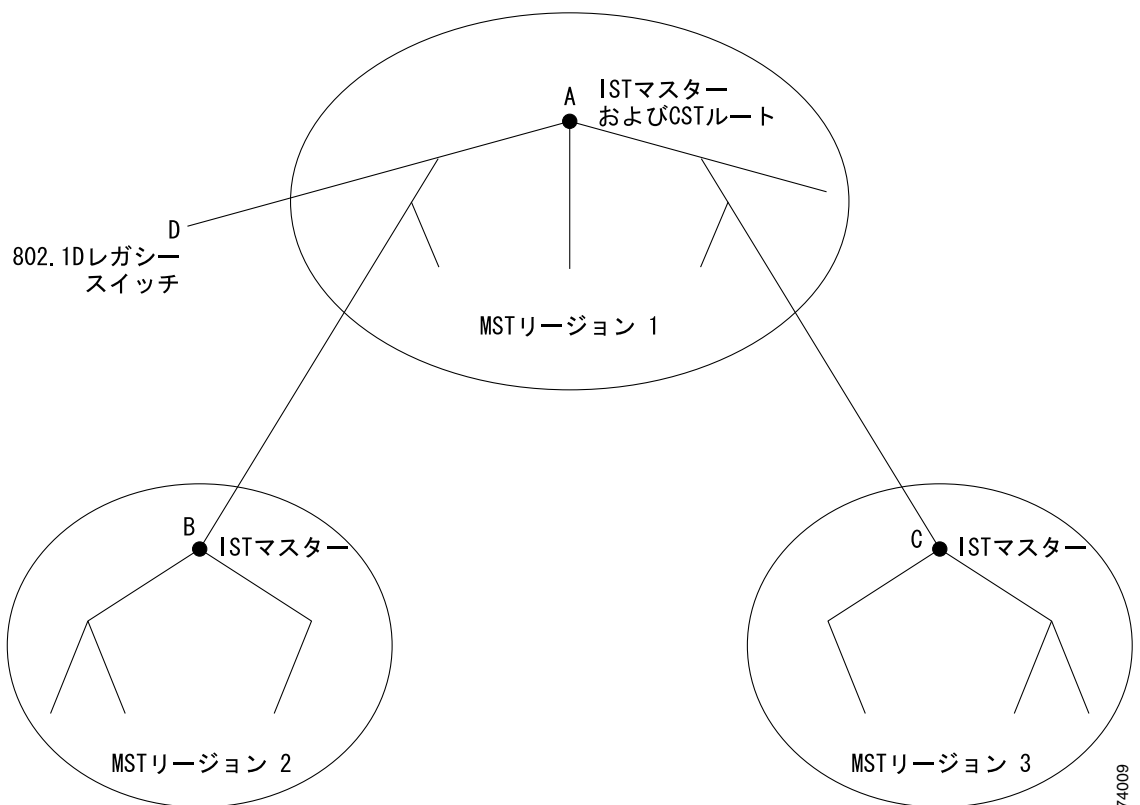 A
ISTマスター
およびCSTルート
D
802.1Dレガシー
スイッチ
MSTリージョン 1
B
ISTマスター
C
ISTマスター
MSTリージョン 2
MSTリージョン 3
74009